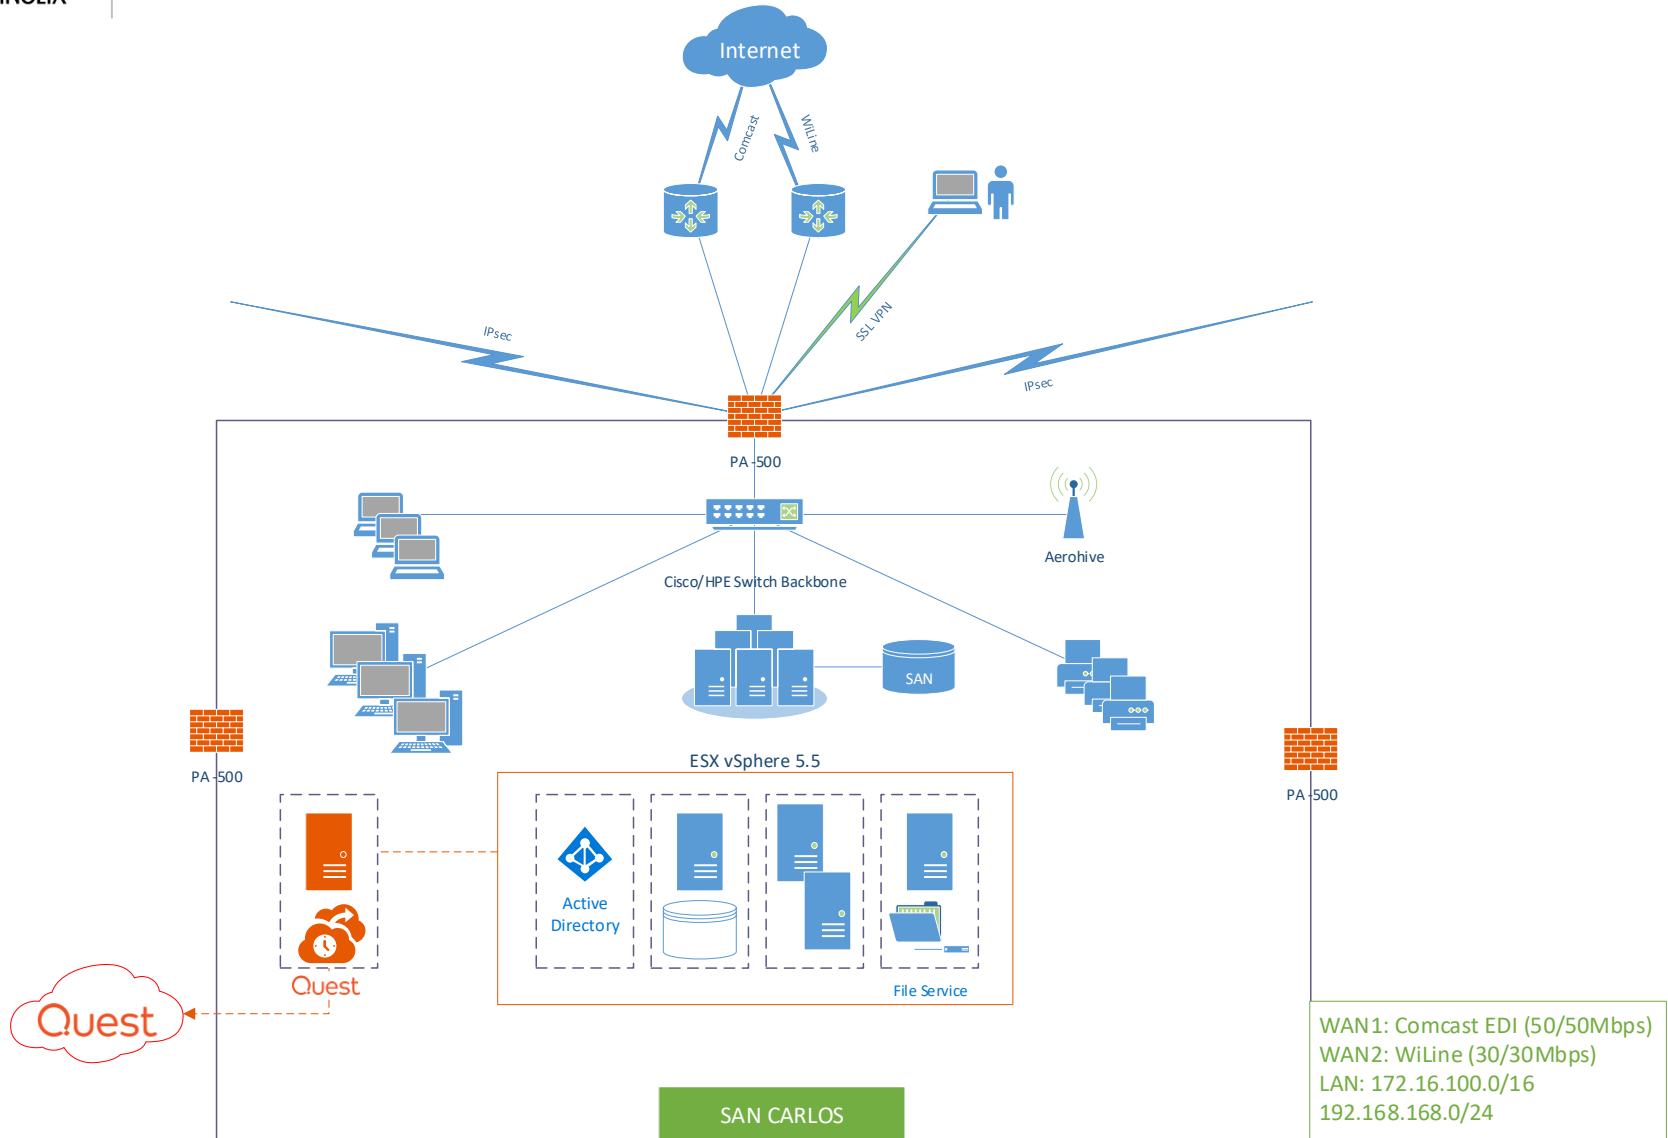 Internet
Comcast
WiLine
SSL VPN
IPsec
IPsec
PA-500
Aerohive
Cisco/HPE Switch Backbone
SAN
ESX vSphere 5.5
PA-500
PA-500
Active
Directory
File Service
Quest
Quest
WAN1: Comcast EDI (50/50Mbps)
WAN2: WiLine (30/30Mbps)
LAN: 172.16.100.0/16
192.168.168.0/24
SAN CARLOS